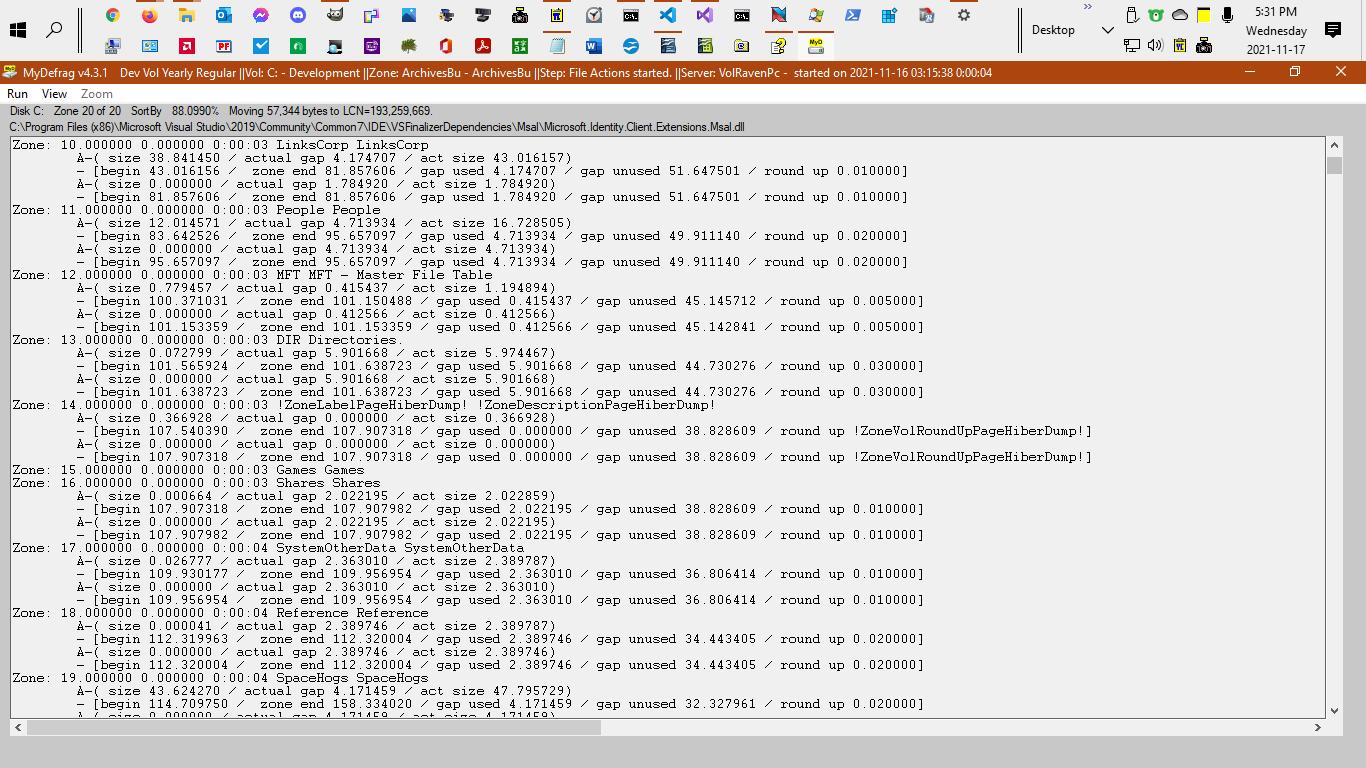 5:31 PM
Desktop
Wednesday
2021-11-17
MyDefrag v4.3.1 Dev Vol Yearly Regular ||Vol: C: - Development ||Zone: ArchivesBu - ArchivesBu ||Step: File Actions started. ||Server: VolRavenPc - started on 2021-11-16 03:15:38 0:00:04
Run View Zoom
Disk C: Zone 20 of 20 SortBy 88.0990% Moving 57,344 bytes to LCN=193,259,669.
C:\Program Files (x86)\Microsoft Visual Studio\2019\Community\Common7\IDE\VSFinalizerDependencies\Msal\Microsoft.Identity.Client.Extensions.Msal.dll
Zone: 10.000000 0.000000 0:00:03 LinksCorp LinksCorp
A-( size 38.841450 / actual gap 4.174707 / act size 43.016157)
- [begin 43.016156 / zone end 81.857606 / gap used 4.174707 / gap unused 51.647501 / round up 0.010000]
A-( size 0.000000 / actual gap 1.784920 / act size 1.784920)
- [begin 81.857606 / zone end 81.857606 / gap used 1.784920 / gap unused 51.647501 / round up 0.010000]
Zone: 11.000000 0.000000 0:00:03 People People
A-( size 12.014571 / actual gap 4.713934 / act size 16.728505)
- [begin 83.642526 / zone end 95.657097 / gap used 4.713934 / gap unused 49.911140 / round up 0.020000]
A-( size 0.000000 / actual gap 4.713934 / act size 4.713934)
- [begin 95.657097 / zone end 95.657097 / gap used 4.713934 / gap unused 49.911140 / round up 0.020000]
Zone: 12.000000 0.000000 0:00:03 MFT MFT - Master File Table
A-( size 0.779457 / actual gap 0.415437 / act size 1.194894)
- [begin 100.371031 / zone end 101.150488 / gap used 0.415437 / gap unused 45.145712 / round up 0.005000]
A-( size 0.000000 / actual gap 0.412566 / act size 0.412566)
- [begin 101.153359 / zone end 101.153359 / gap used 0.412566 / gap unused 45.142841 / round up 0.005000]
Zone: 13.000000 0.000000 0:00:03 DIR Directories.
A-( size 0.072799 / actual gap 5.901668 / act size 5.974467)
- [begin 101.565924 / zone end 101.638723 / gap used 5.901668 / gap unused 44.730276 / round up 0.030000]
A-( size 0.000000 / actual gap 5.901668 / act size 5.901668)
- [begin 101.638723 / zone end 101.638723 / gap used 5.901668 / gap unused 44.730276 / round up 0.030000]
Zone: 14.000000 0.000000 0:00:03 !ZoneLabelPageHiberDump! !ZoneDescriptionPageHiberDump!
A-( size 0.366928 / actual gap 0.000000 / act size 0.366928)
- [begin 107.540390 / zone end 107.907318 / gap used 0.000000 / gap unused 38.828609 / round up !ZoneVolRoundUpPageHiberDump!]
A-( size 0.000000 / actual gap 0.000000 / act size 0.000000)
- [begin 107.907318 / zone end 107.907318 / gap used 0.000000 / gap unused 38.828609 / round up !ZoneVolRoundUpPageHiberDump!]
Zone: 15.000000 0.000000 0:00:03 Games Games
Zone: 16.000000 0.000000 0:00:03 Shares Shares
A-( size 0.000664 / actual gap 2.022195 / act size 2.022859)
- [begin 107.907318 / zone end 107.907982 / gap used 2.022195 / gap unused 38.828609 / round up 0.010000]
A-( size 0.000000 / actual gap 2.022195 / act size 2.022195)
- [begin 107.907982 / zone end 107.907982 / gap used 2.022195 / gap unused 38.828609 / round up 0.010000]
Zone: 17.000000 0.000000 0:00:04 SystemOtherData SystemOtherData
A-( size 0.026777 / actual gap 2.363010 / act size 2.389787)
- [begin 109.930177 / zone end 109.956954 / gap used 2.363010 / gap unused 36.806414 / round up 0.010000]
A-( size 0.000000 / actual gap 2.363010 / act size 2.363010)
- [begin 109.956954 / zone end 109.956954 / gap used 2.363010 / gap unused 36.806414 / round up 0.010000]
Zone: 18.000000 0.000000 0:00:04 Reference Reference
A-( size 0.000041 / actual gap 2.389746 / act size 2.389787)
- [begin 112.319963 / zone end 112.320004 / gap used 2.389746 / gap unused 34.443405 / round up 0.020000]
A-( size 0.000000 / actual gap 2.389746 / act size 2.389746)
- [begin 112.320004 / zone end 112.320004 / gap used 2.389746 / gap unused 34.443405 / round up 0.020000]
Zone: 19.000000 0.000000 0:00:04 SpaceHogs SpaceHogs
A-( size 43.624270 / actual gap 4.171459 / act size 47.795729)
- [begin 114.709750 / zone end 158.334020 / gap used 4.171459 / gap unused 32.327961 / round up 0.020000]
A-( size 0.000000 / actual gap 4.171459 / act size 4.171459)